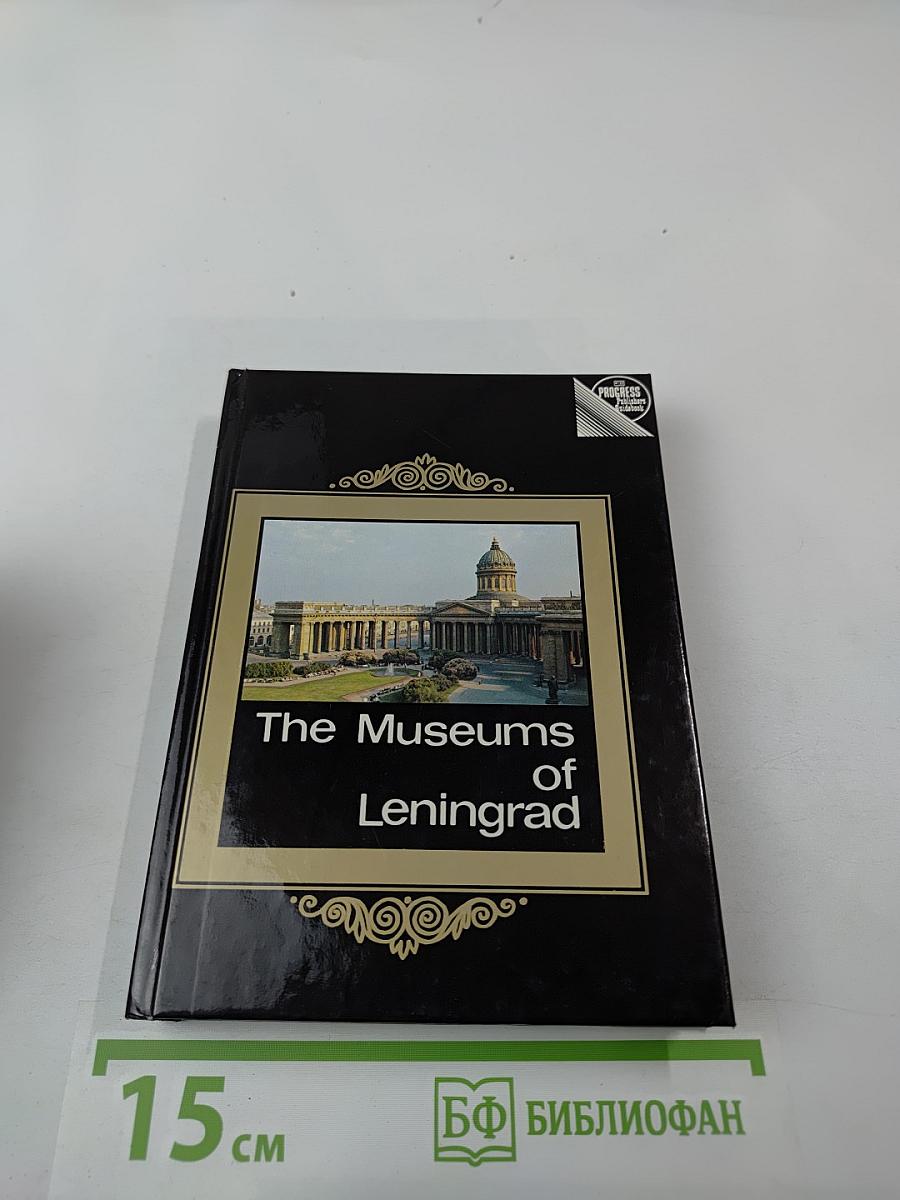 PROGRESS
Publishers
Guidebook
The Museums
of
Leningrad
15 см
БФ БИБЛИОФАН